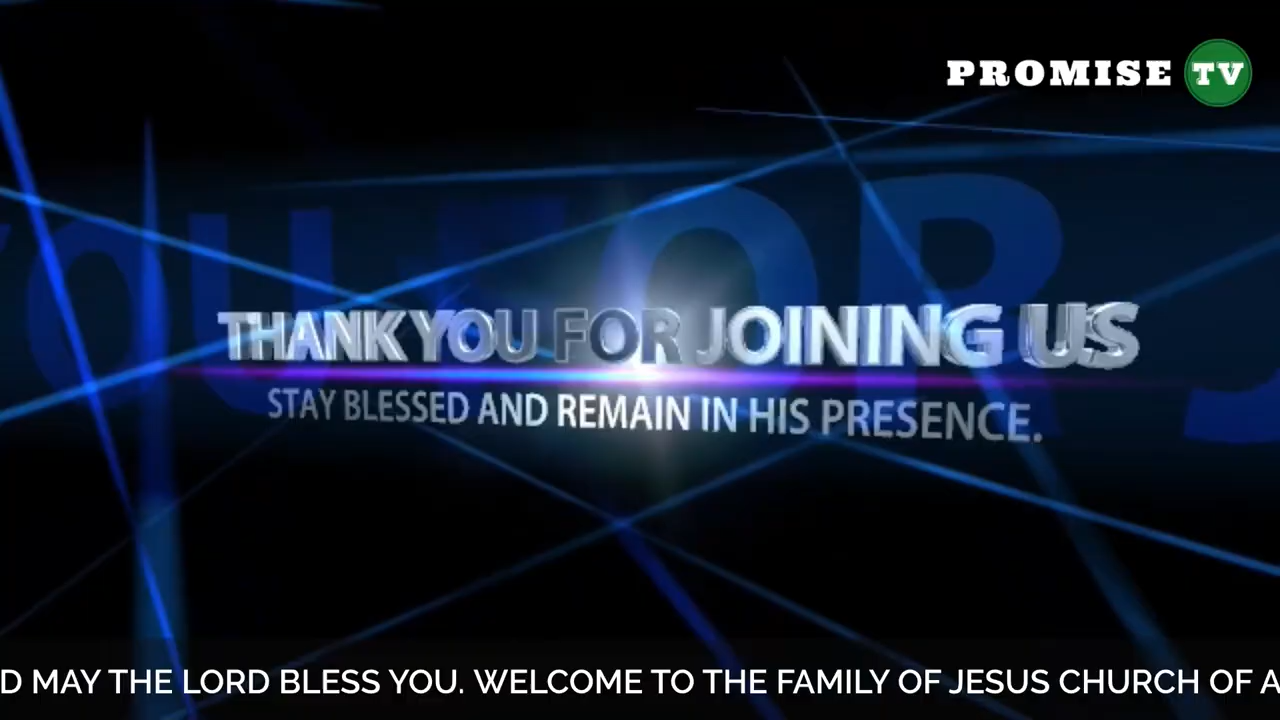 PROMISE TV
THANK YOU FOR JOINING US
STAY BLESSED AND REMAIN IN HIS PRESENCE.
D MAY THE LORD BLESS YOU. WELCOME TO THE FAMILY OF JESUS CHURCH OF A